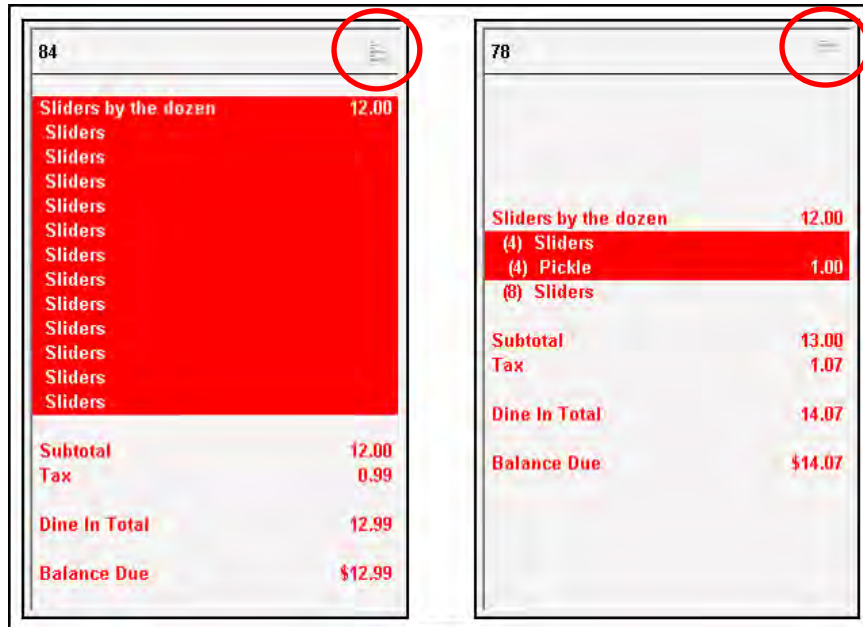 84
Sliders by the dozen 12.00
Sliders
Sliders
Sliders
Sliders
Sliders
Sliders
Sliders
Sliders
Sliders
Sliders
Sliders
Sliders
Subtotal 12.00
Tax 0.99
Dine In Total 12.99
Balance Due $12.99
78
Sliders by the dozen 12.00
(4) Sliders
(4) Pickle 1.00
(8) Sliders
Subtotal 13.00
Tax 1.07
Dine In Total 14.07
Balance Due $14.07